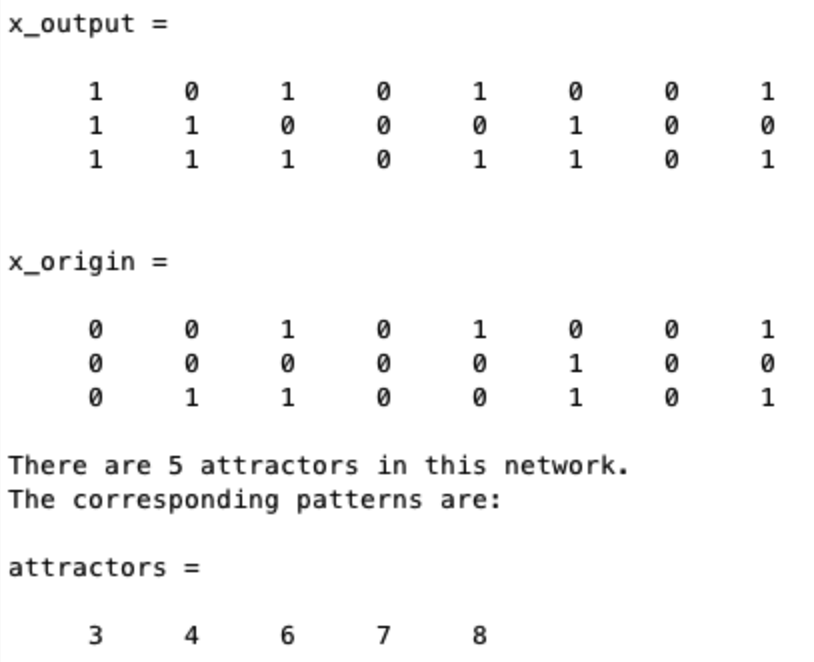 x_output =
1 0 1 0 1 0 0 1
1 1 0 0 0 1 0 0
1 1 1 0 1 1 0 1
x_origin =
0 0 1 0 1 0 0 1
0 0 0 0 0 1 0 0
0 1 1 0 0 1 0 1
There are 5 attractors in this network.
The corresponding patterns are:
attractors =
3 4 6 7 8